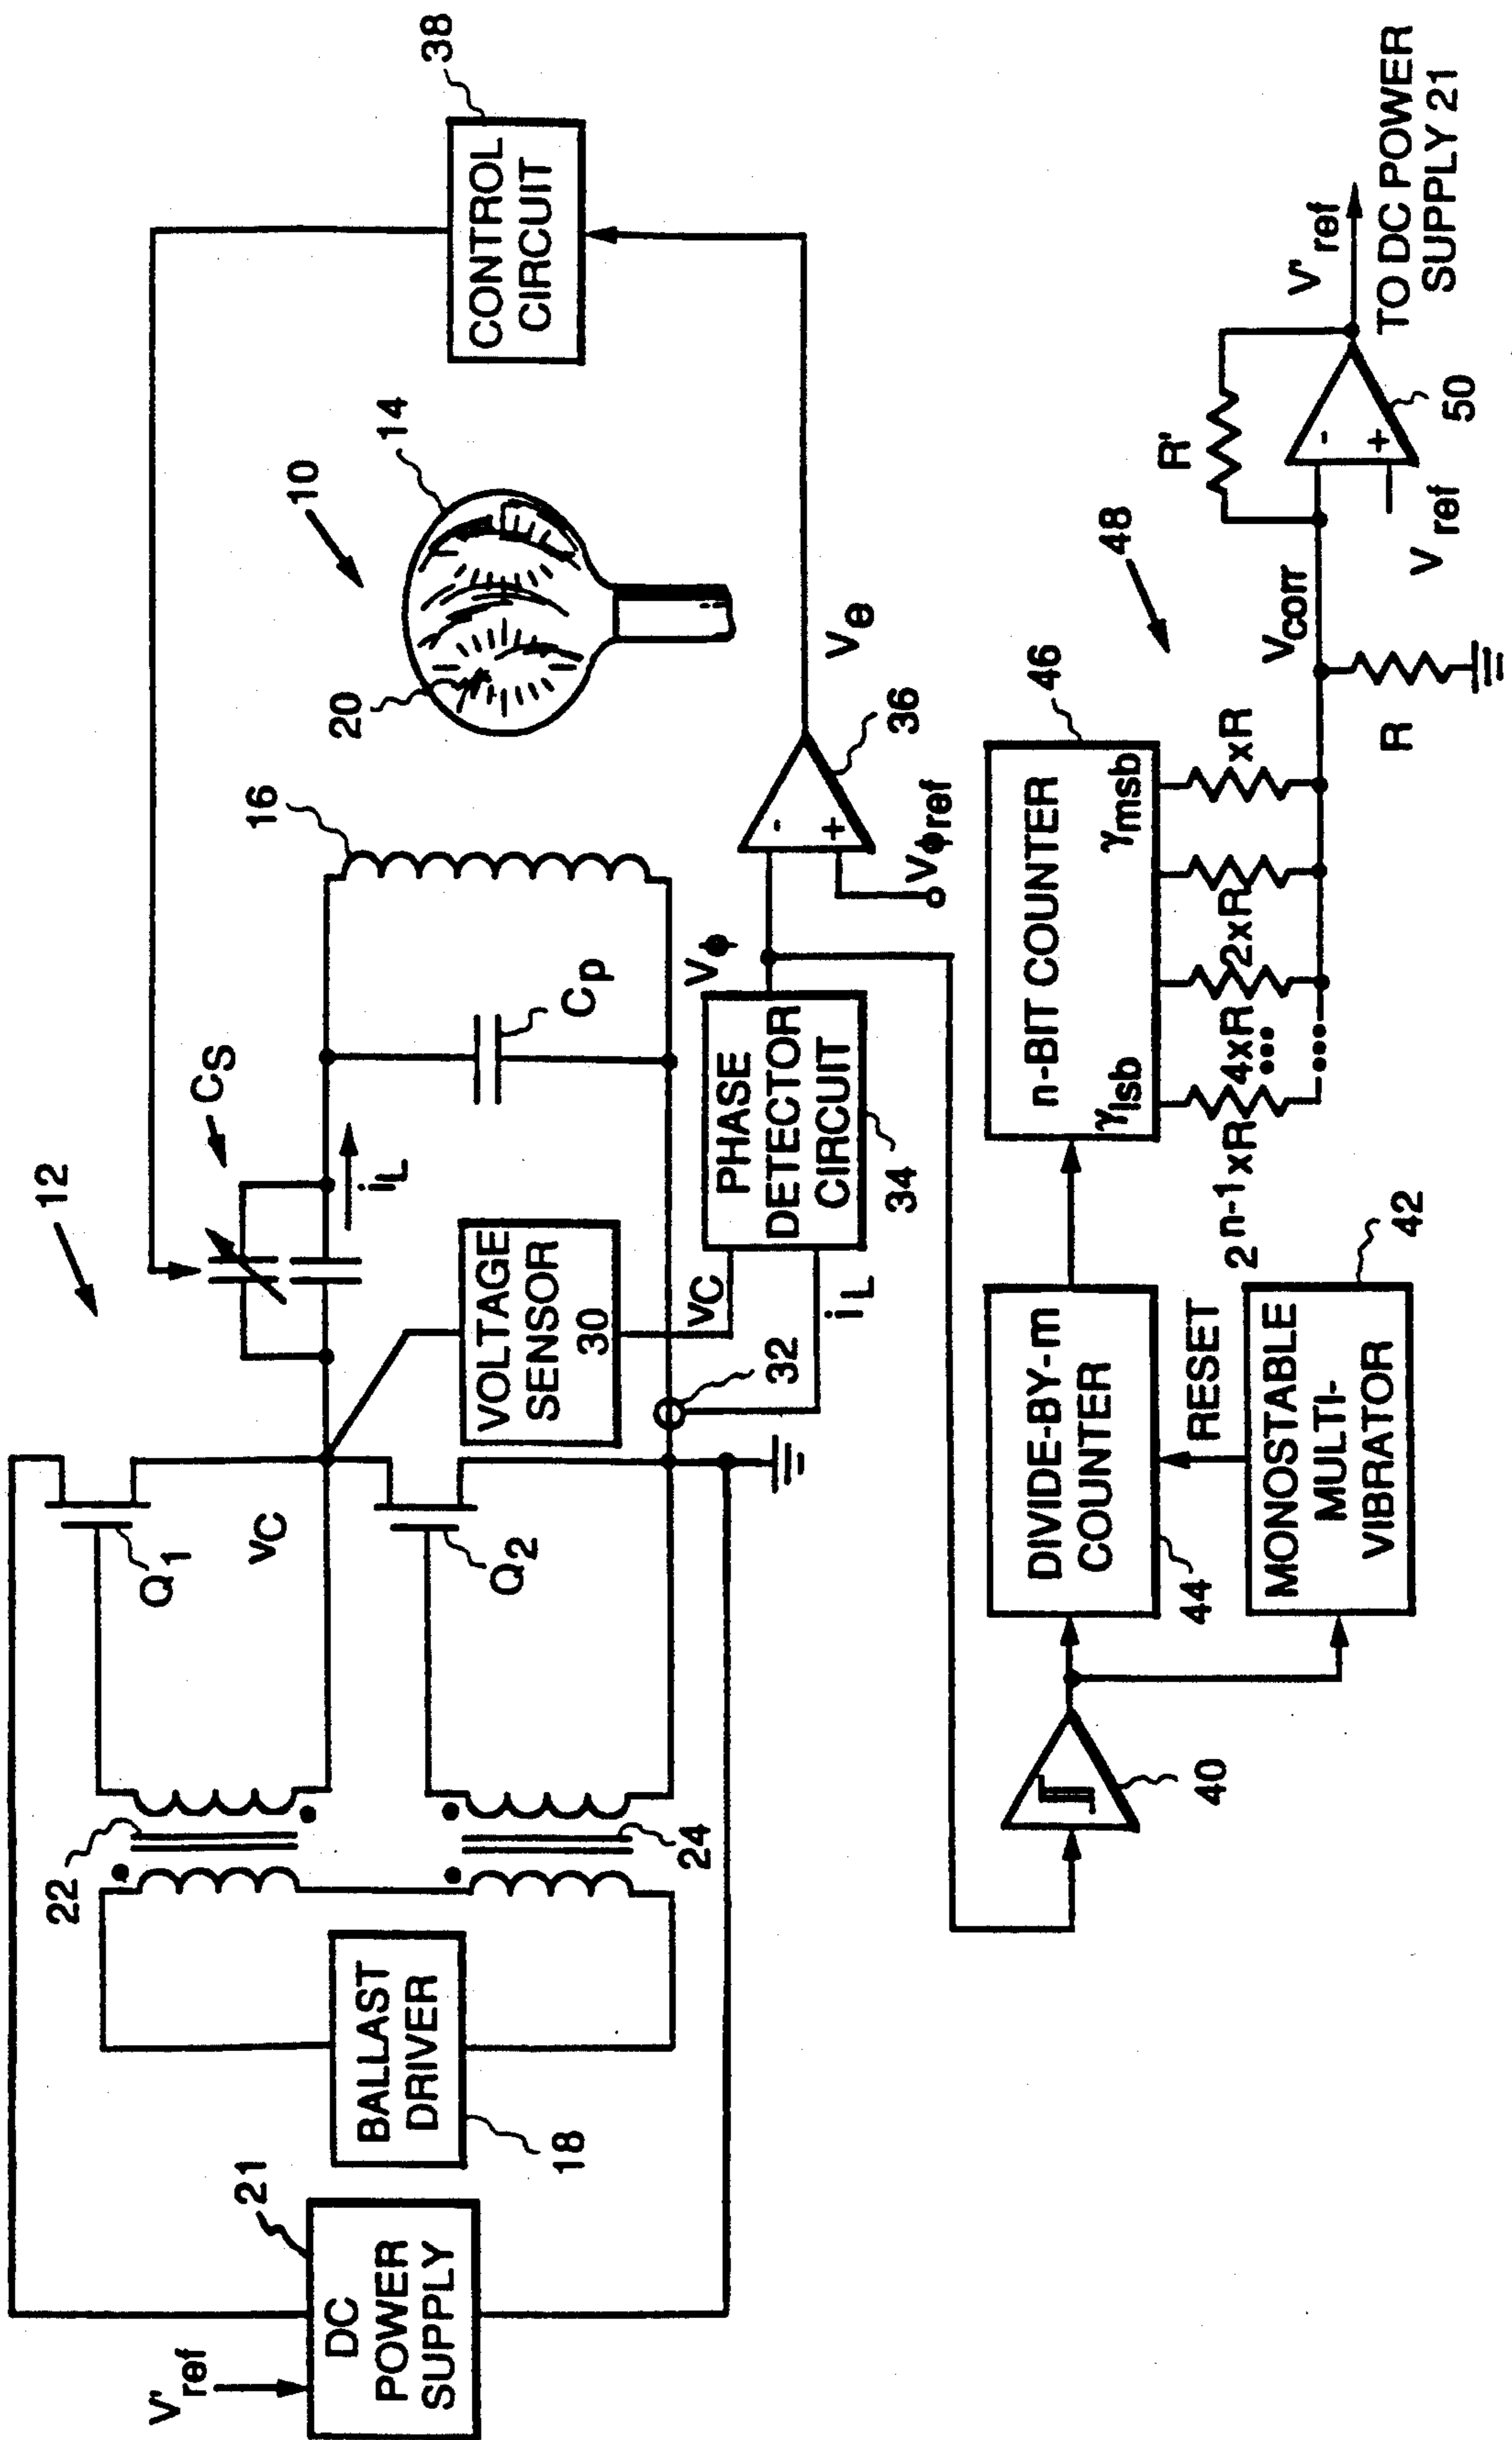 12
10
38
CONTROL
CIRCUIT
CS
iL
16
20
14
Q1
vC
22
V'ref
21
DC
POWER
SUPPLY
BALLAST
DRIVER
18
24
Q2
VOLTAGE
SENSOR
30
Cp
32
vC
iL
PHASE
DETECTOR
CIRCUIT
34
Vϕ
-
+
36
Vϕref
Ve
40
DIVIDE-BY-m
COUNTER
44
RESET
MONOSTABLE
MULTI-
VIBRATOR
42
n-BIT COUNTER
46
γlsb
γmsb
2n-1xR
4xR
2xR
xR
48
Vcorr
R
R'
-
+
Vref
50
V'ref
TO DC POWER
SUPPLY 21